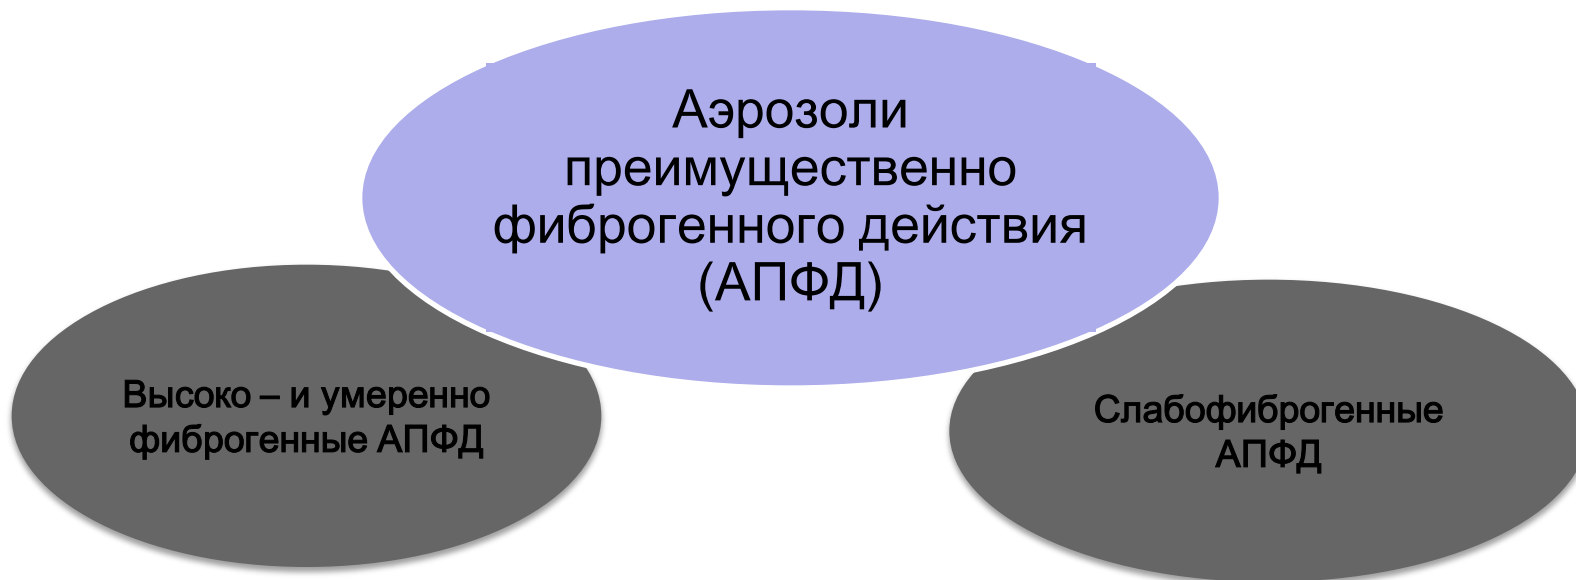 Аэрозоли
преимущественно
фиброгенного действия
(АПФД)
Высоко – и умеренно
фиброгенные АПФД
Слабофиброгенные
АПФД